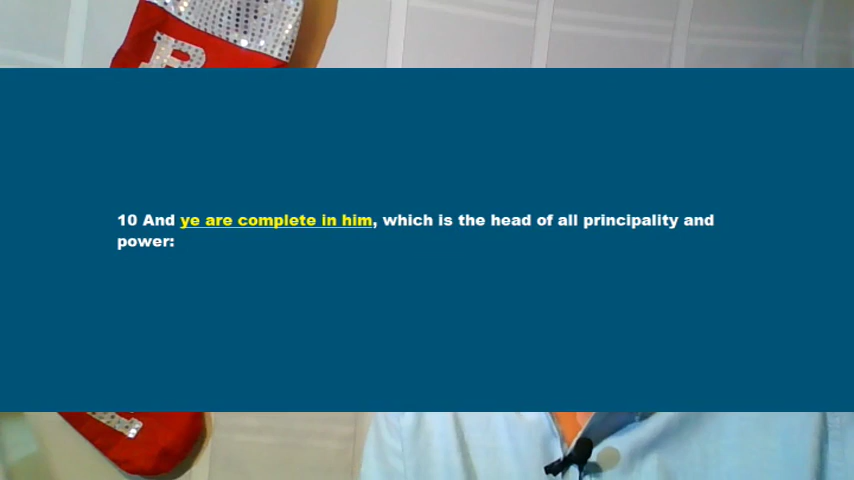 10 And ye are complete in him, which is the head of all principality and
power: